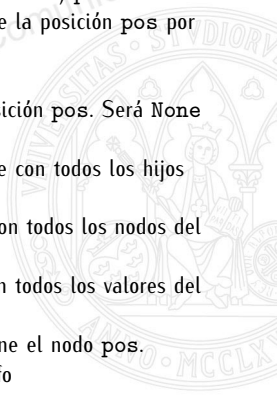 e la posición pos por
sición pos. Será None
e con todos los hijos
on todos los nodos del
n todos los valores del
ne el nodo pos.
fo